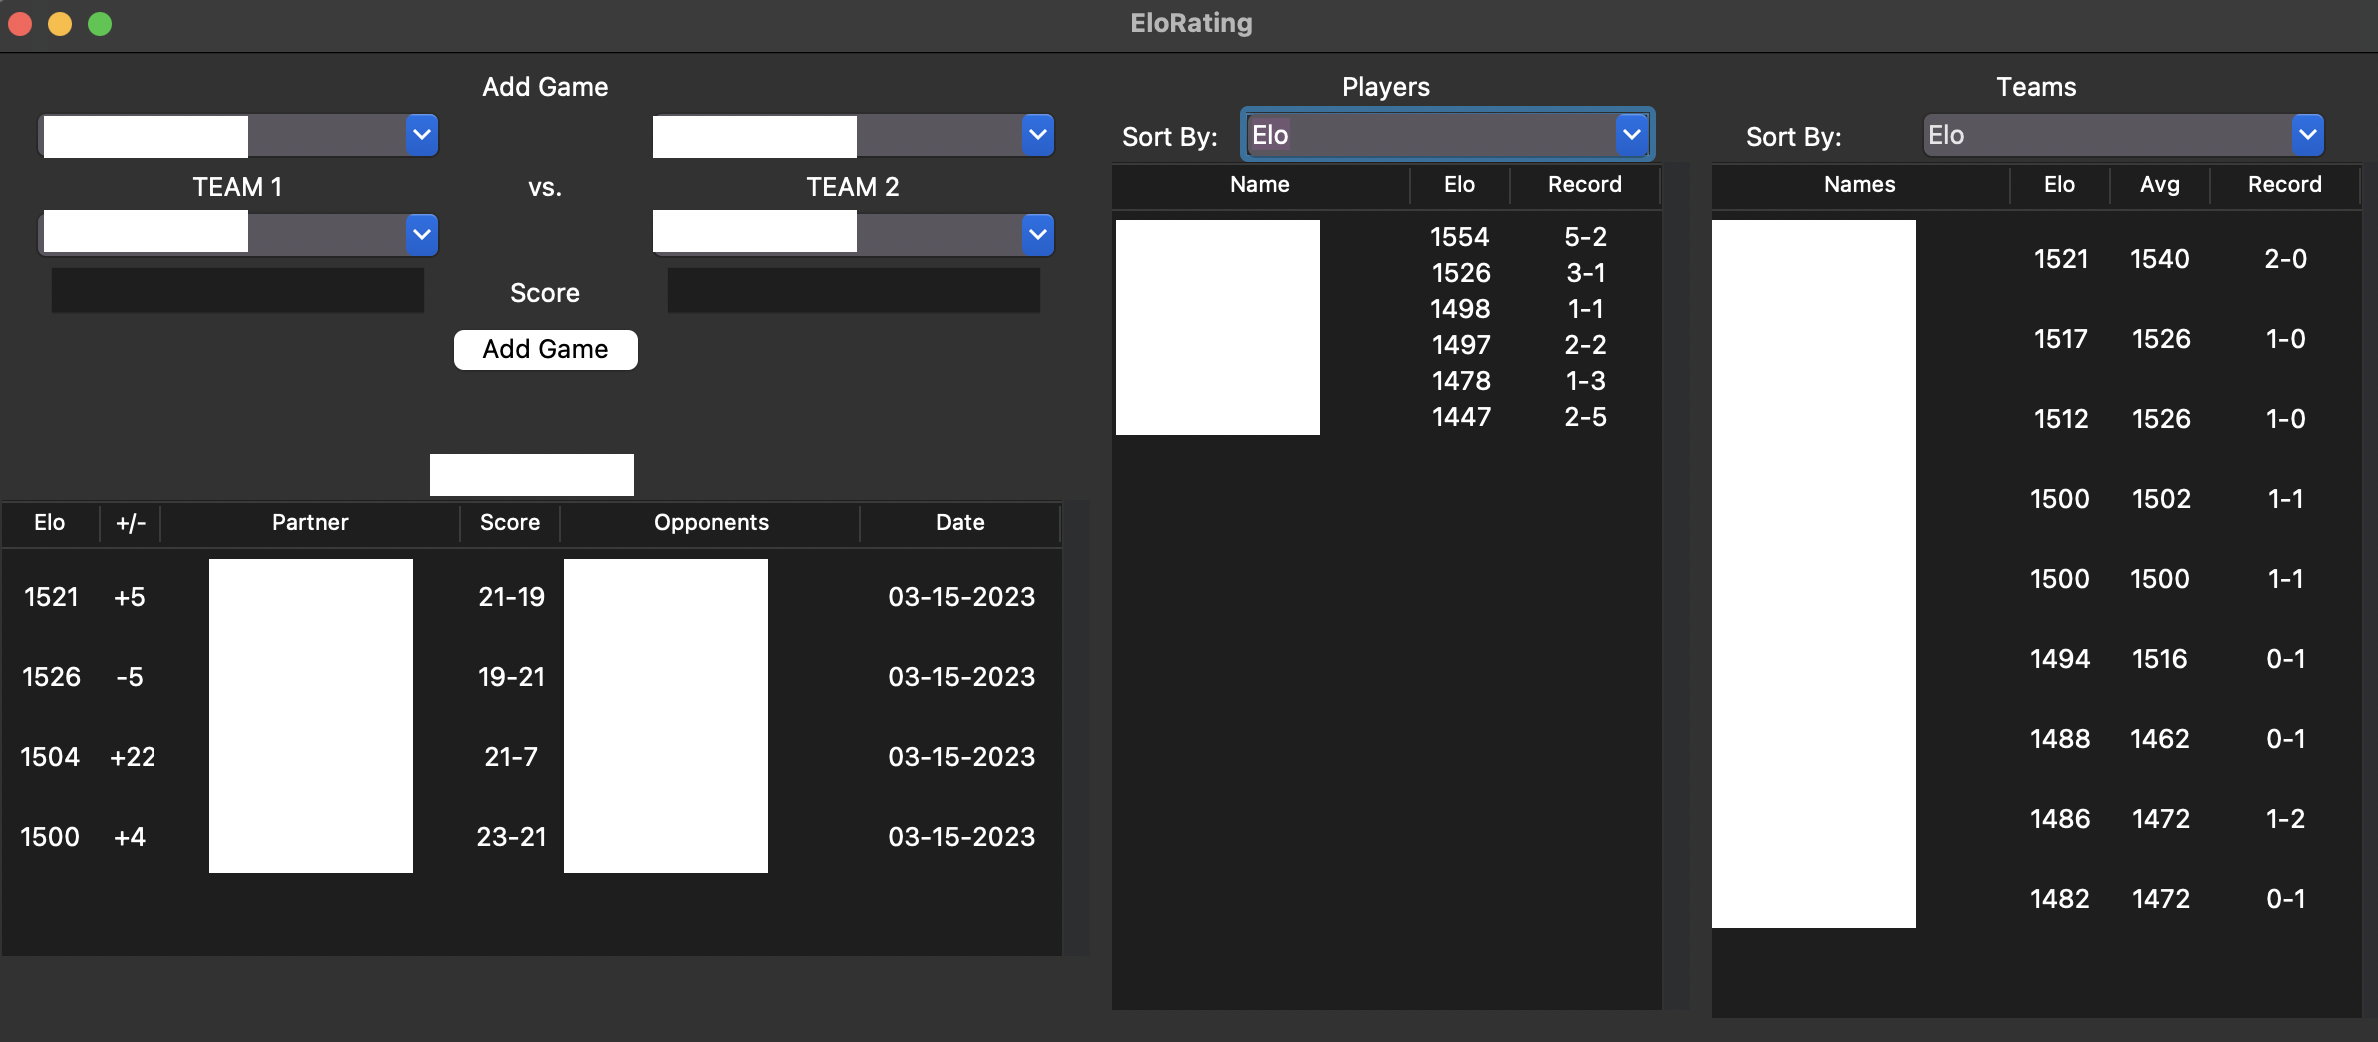 EloRating
Add Game
TEAM 1 vs. TEAM 2
Score
Add Game
Elo +/- Partner Score Opponents Date
1521 +5 21-19 03-15-2023
1526 -5 19-21 03-15-2023
1504 +22 21-7 03-15-2023
1500 +4 23-21 03-15-2023
Players
Sort By: Elo
Name Elo Record
1554 5-2
1526 3-1
1498 1-1
1497 2-2
1478 1-3
1447 2-5
Teams
Sort By: Elo
Names Elo Avg Record
1521 1540 2-0
1517 1526 1-0
1512 1526 1-0
1500 1502 1-1
1500 1500 1-1
1494 1516 0-1
1488 1462 0-1
1486 1472 1-2
1482 1472 0-1